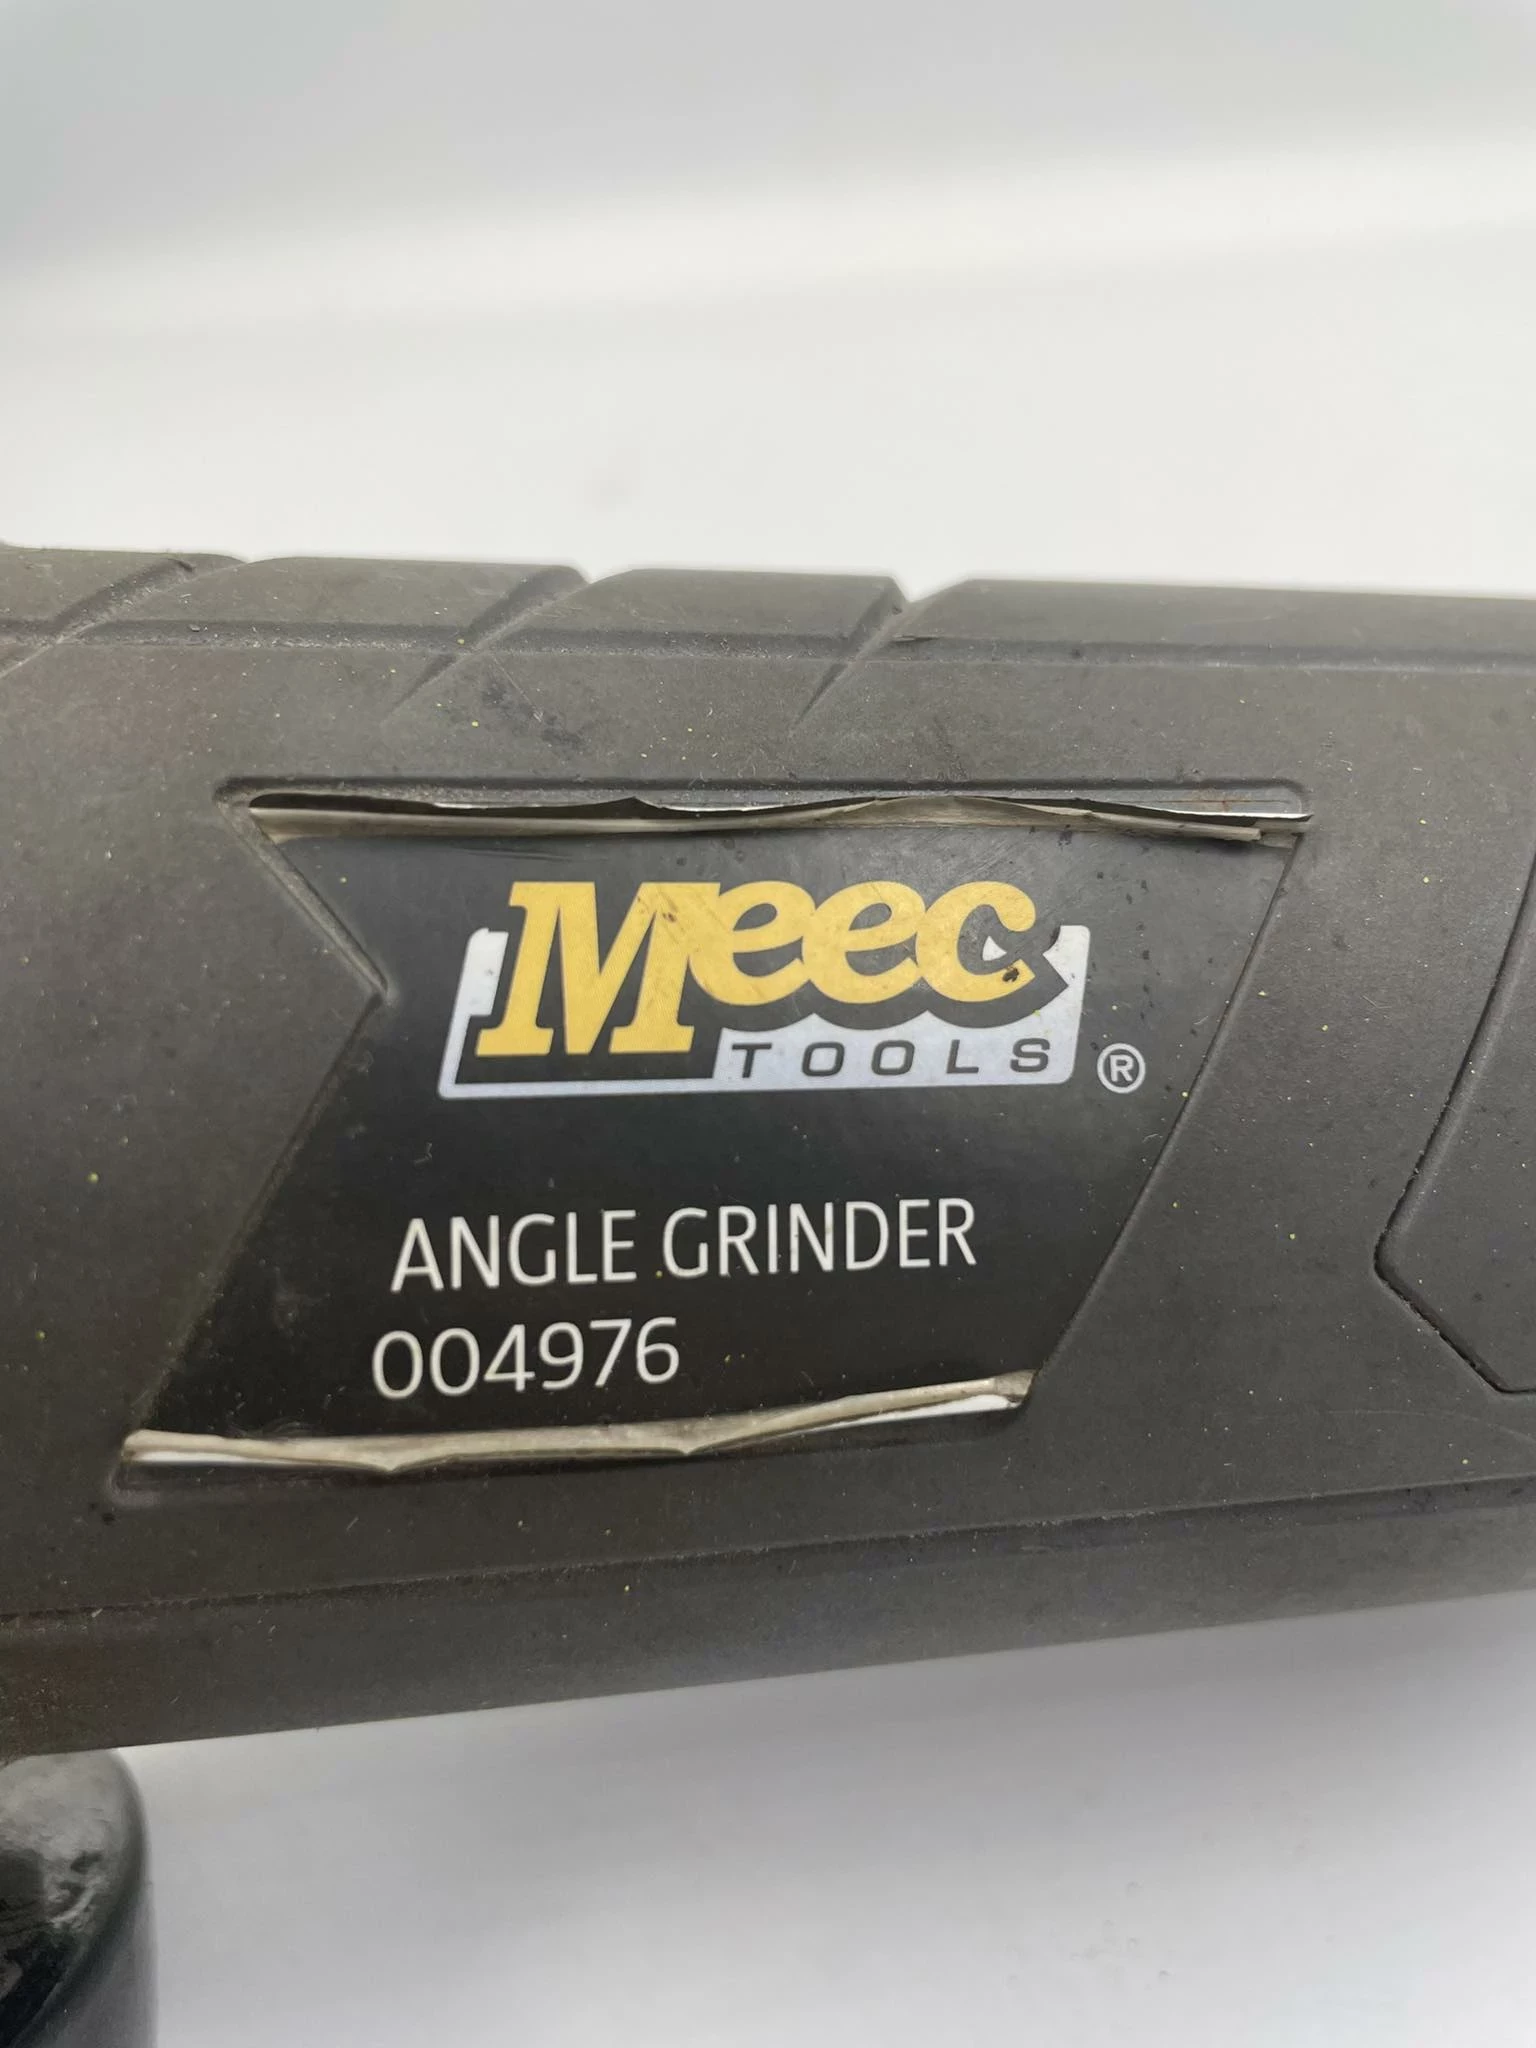 Meec
TOOLS ®
ANGLE GRINDER
004976